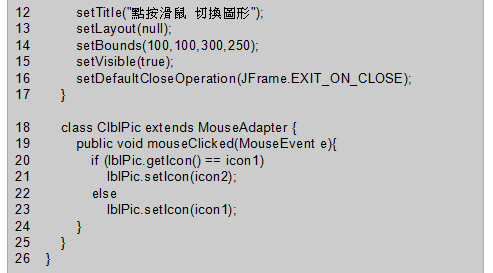 12 setTitle("點按滑鼠 切換圖形");
13 setLayout(null);
14 setBounds(100,100,300,250);
15 setVisible(true);
16 setDefaultCloseOperation(JFrame.EXIT_ON_CLOSE);
17 }
18 class ClblPic extends MouseAdapter {
19 public void mouseClicked(MouseEvent e){
20 if (lblPic.getIcon() == icon1)
21 lblPic.setIcon(icon2);
22 else
23 lblPic.setIcon(icon1);
24 }
25 }
26 }